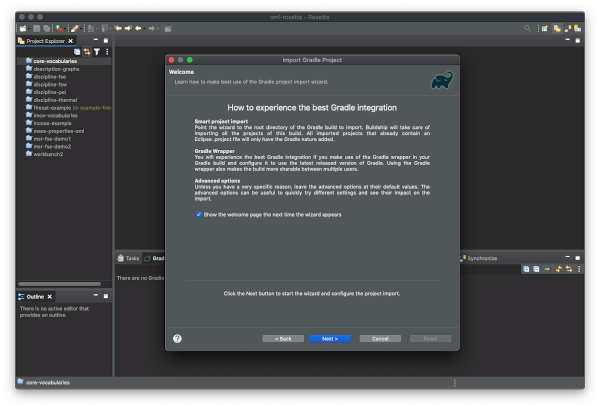 oml-rosetta - Rosetta
Project Explorer
core-vocabularies
description-graphs
discipline-fse
discipline-fsw
discipline-pel
discipline-thermal
firesat-example (in example-fire
imce-vocabularies
incose-example
mass-properties-oml
msr-fse-demo1
msr-fse-demo2
workbench2
Import Gradle Project
Welcome
Learn how to make best use of the Gradle project import wizard.
How to experience the best Gradle integration
Smart project import
Point the wizard to the root directory of the Gradle build to import. Buildship will take care of
importing all the projects of this build. All imported projects that already contain an
Eclipse .project file will only have the Gradle nature added.
Gradle Wrapper
You will experience the best Gradle integration if you make use of the Gradle wrapper in your
Gradle build and configure it to use the latest released version of Gradle. Using the Gradle
wrapper also makes the build more sharable between multiple users.
Advanced options
Unless you have a very specific reason, leave the advanced options at their default values. The
advanced options can be useful to quickly try different settings and see their impact on the
import.
Show the welcome page the next time the wizard appears
Click the Next button to start the wizard and configure the project import.
? < Back Next > Cancel Finish
Tasks Grad Synchronize
There are no Gradle
Outline
There is no active editor that
provides an outline.
core-vocabularies